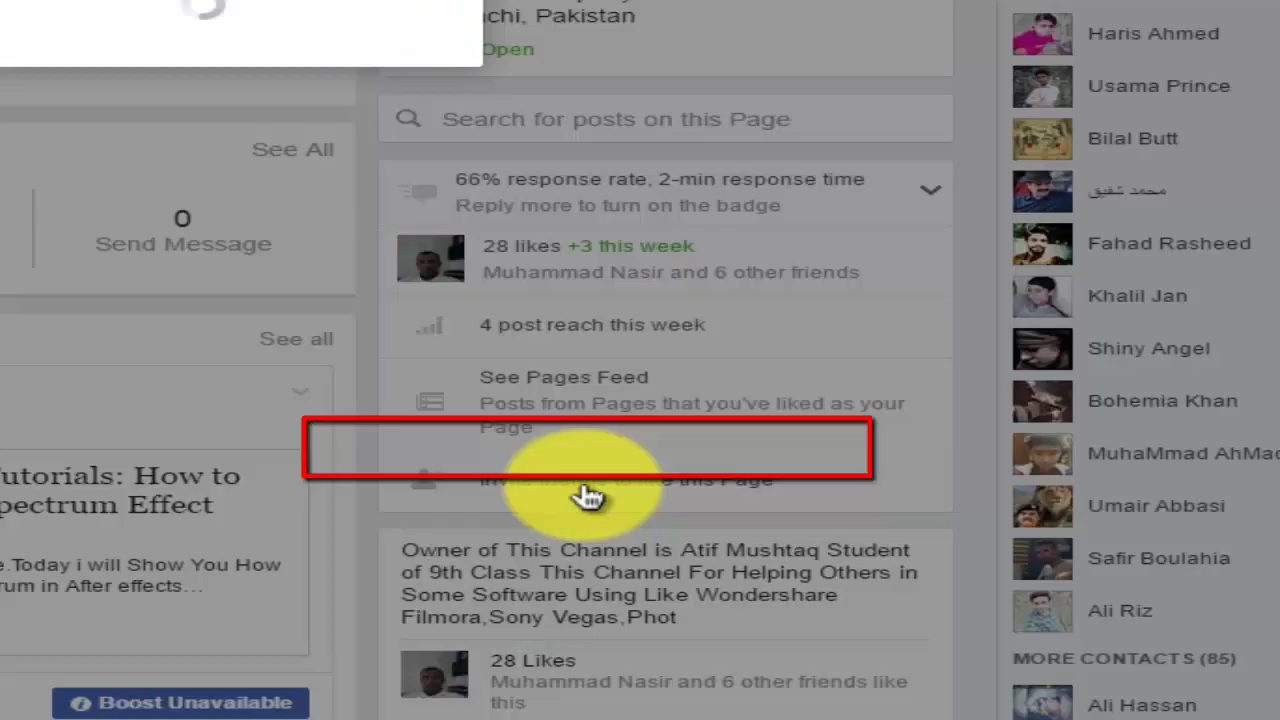 chi, Pakistan
Open
See All
0
Send Message
See all
utorials: How to
pectrum Effect
e.Today i will Show You How
rum in After effects...
Boost Unavailable
Search for posts on this Page
66% response rate, 2-min response time
Reply more to turn on the badge
28 likes +3 this week
Muhammad Nasir and 6 other friends
4 post reach this week
See Pages Feed
Posts from Pages that you've liked as your
Page
this Page
Owner of This Channel is Atif Mushtaq Student
of 9th Class This Channel For Helping Others in
Some Software Using Like Wondershare
Filmora,Sony Vegas,Phot
28 Likes
Muhammad Nasir and 6 other friends like
this
Haris Ahmed
Usama Prince
Bilal Butt
محمد شفيق
Fahad Rasheed
Khalil Jan
Shiny Angel
Bohemia Khan
MuhaMmad AhMad
Umair Abbasi
Safir Boulahia
Ali Riz
MORE CONTACTS (85)
Ali Hassan